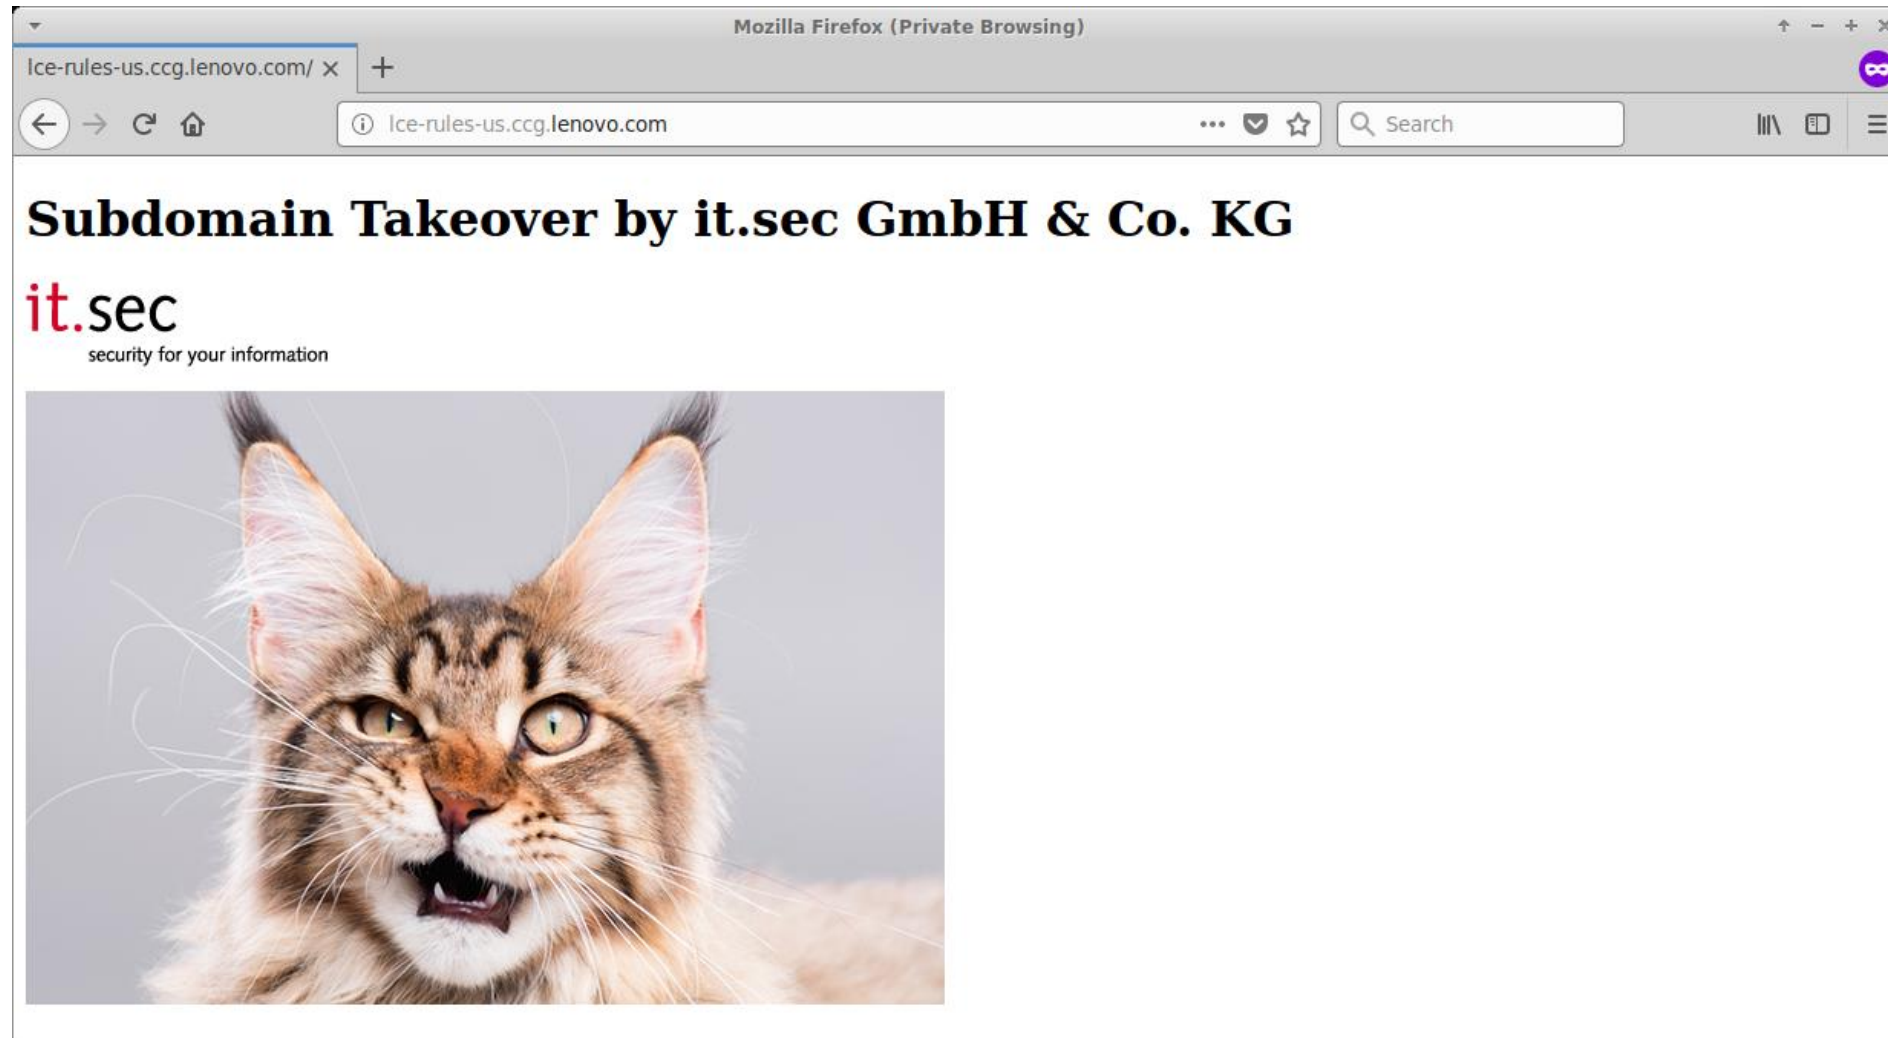 Mozilla Firefox (Private Browsing)
lce-rules-us.ccg.lenovo.com/
lce-rules-us.ccg.lenovo.com
Search
Subdomain Takeover by it.sec GmbH & Co. KG
it.sec
security for your information